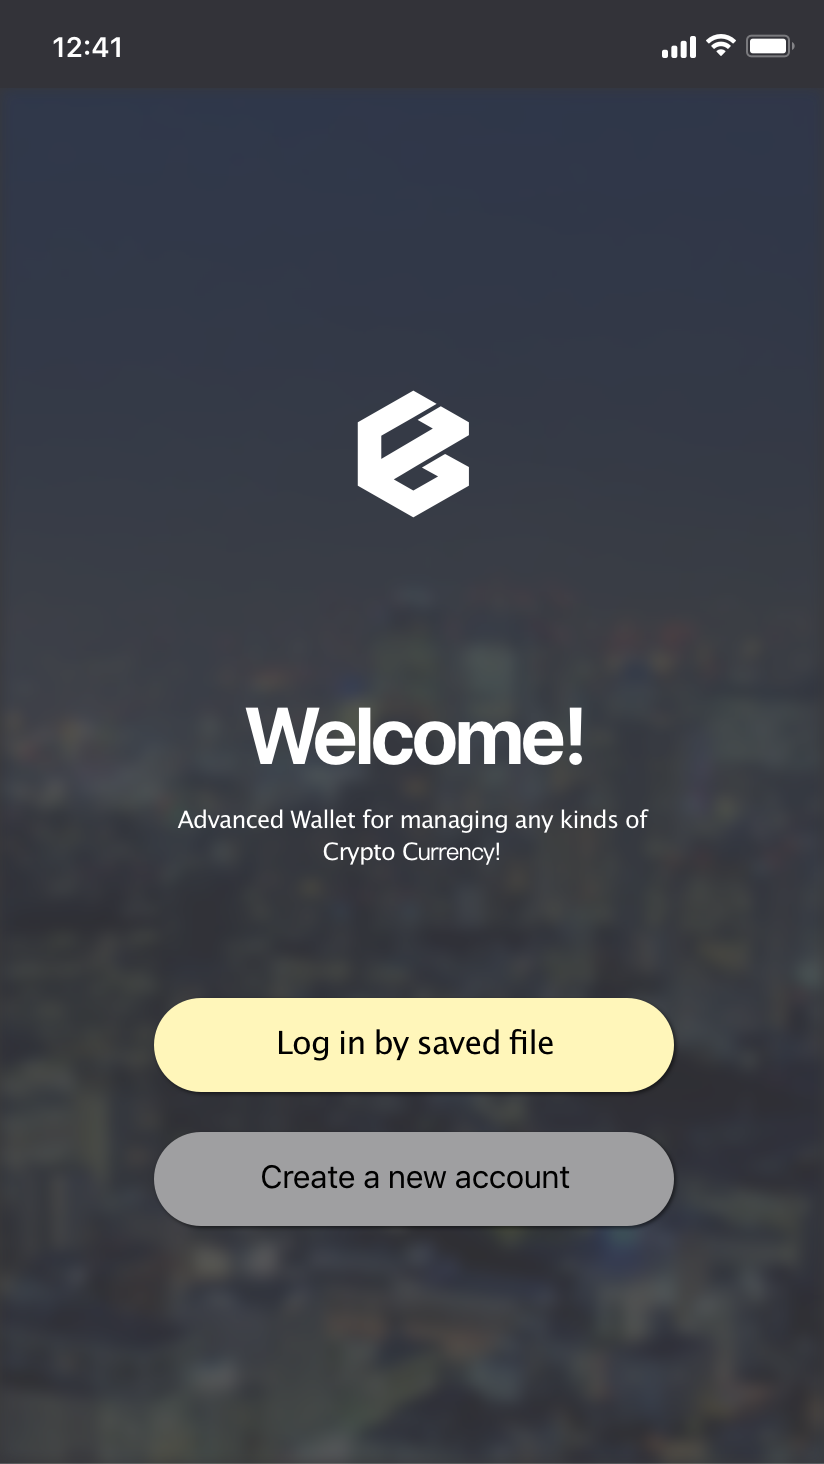 12:41
Welcome!
Advanced Wallet for managing any kinds of
Crypto Currency!
Log in by saved file
Create a new account